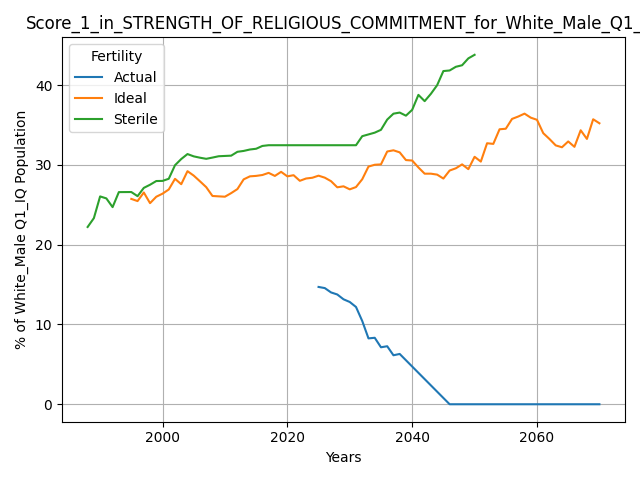 Score_1_in_STRENGTH_OF_RELIGIOUS_COMMITMENT_for_White_Male_Q1_
Fertility
Actual
Ideal
Sterile
% of White_Male Q1_IQ Population
40
30
20
10
0
2000 2020 2040 2060
Years